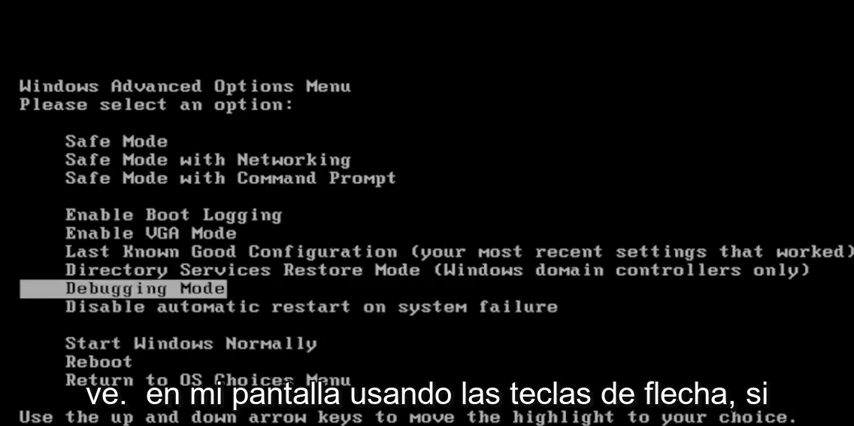 Windows Advanced Options Menu
Please select an option:
Safe Mode
Safe Mode with Networking
Safe Mode with Command Prompt
Enable Boot Logging
Enable VGA Mode
Last Known Good Configuration (your most recent settings that worked)
Directory Services Restore Mode (Windows domain controllers only)
Debugging Mode
Disable automatic restart on system failure
Start Windows Normally
Reboot
Return to OS Choices Menu
ve. en mi pantalla usando las teclas de flecha, si
Use the up and down arrow keys to move the highlight to your choice.